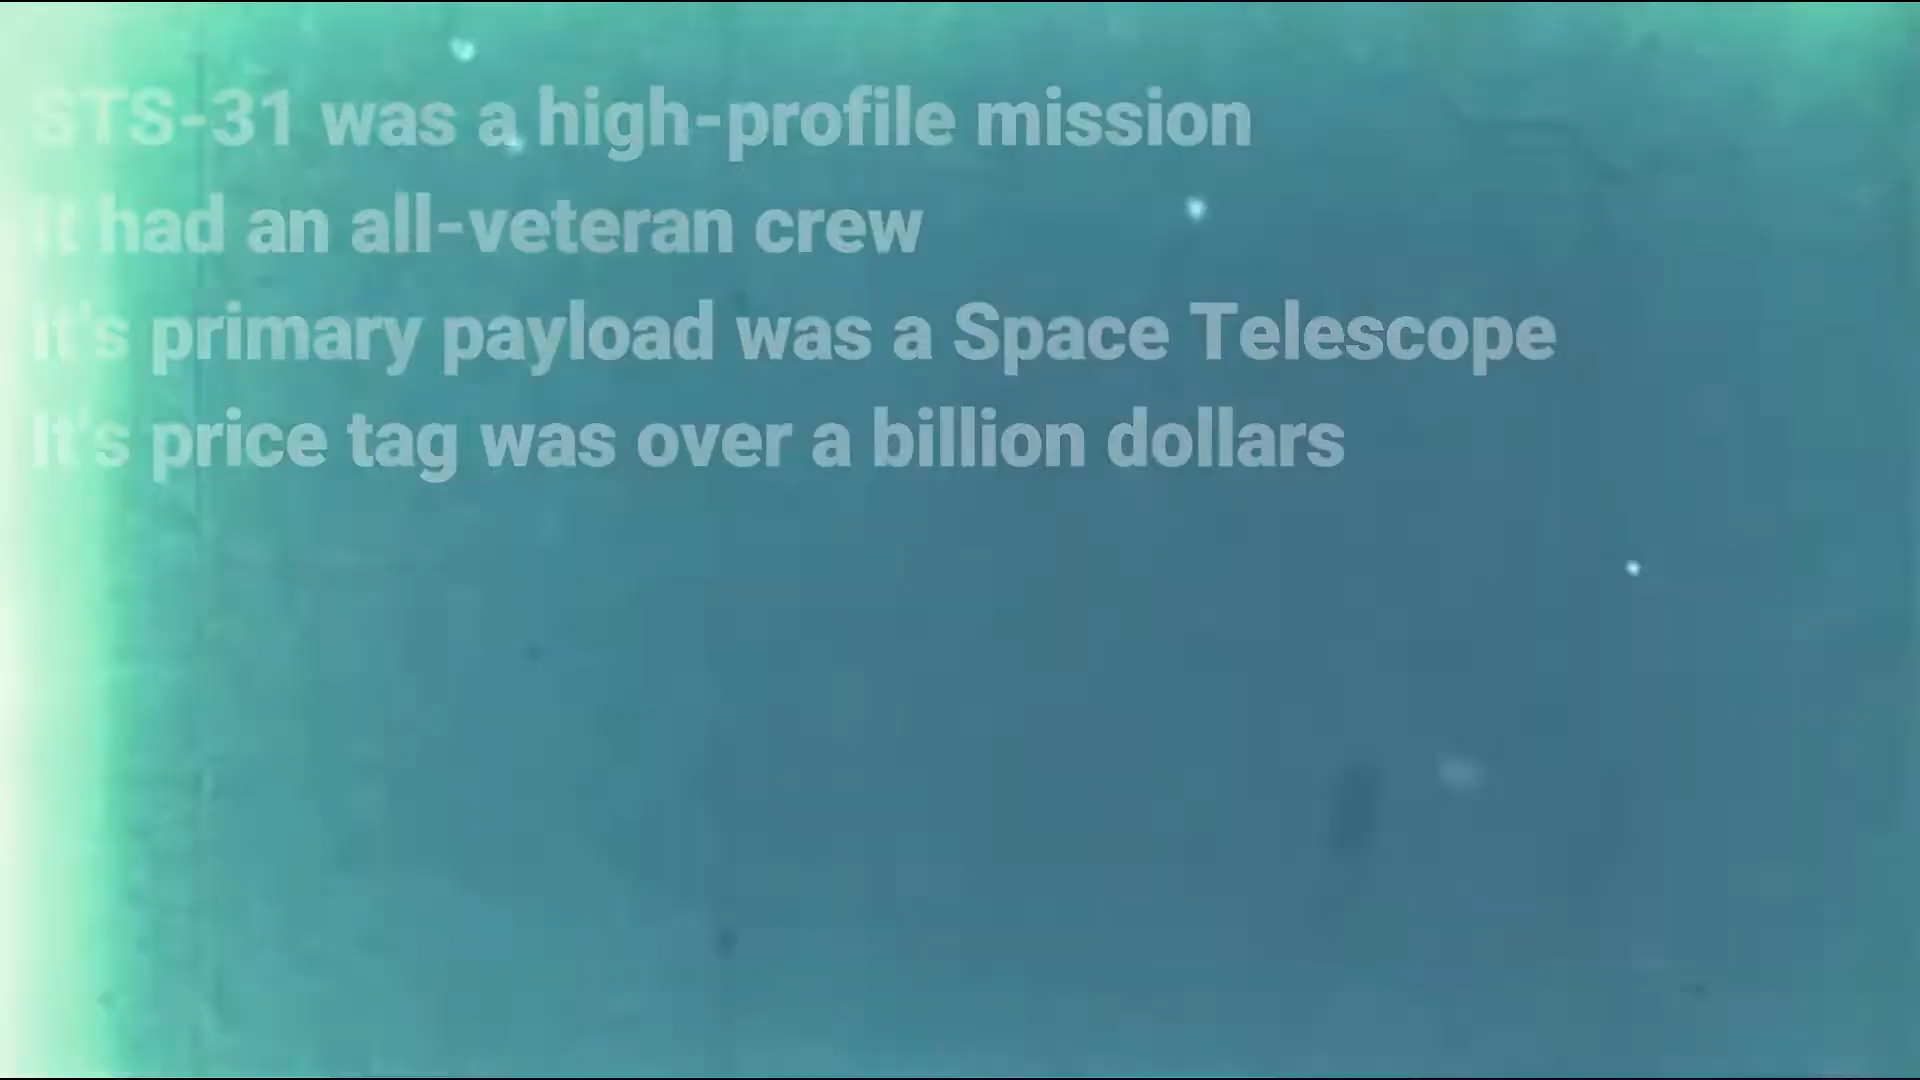 STS-31 was a high-profile mission
It had an all-veteran crew
It's primary payload was a Space Telescope
It's price tag was over a billion dollars